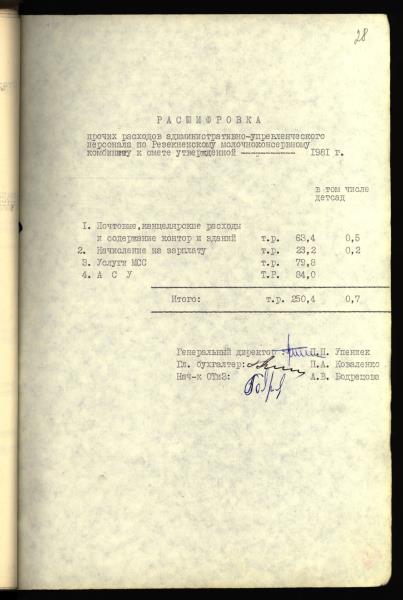 28
РАСШИФРОВКА
прочих расходов административно-управленческого
персонала по Резекненскому молочноконсервному
комбинату к смете утвержденной ———— 1981 г.
в том числе
детсад
1. Почтовые, канцелярские расходы
и содержание контор и зданий т.р. 63,4 0,5
2. Начисление на зарплату т.р. 23,2 0,2
3. Услуги МСС т.р. 79,8
4. А С У Т.Р. 84,0
Итого: т.р. 250,4 0,7
Генеральный директор: П.П. Упениек
Гл. бухгалтер: Н.А. Коваленко
Нач-к ОТиЗ: А.В. Бодрецова